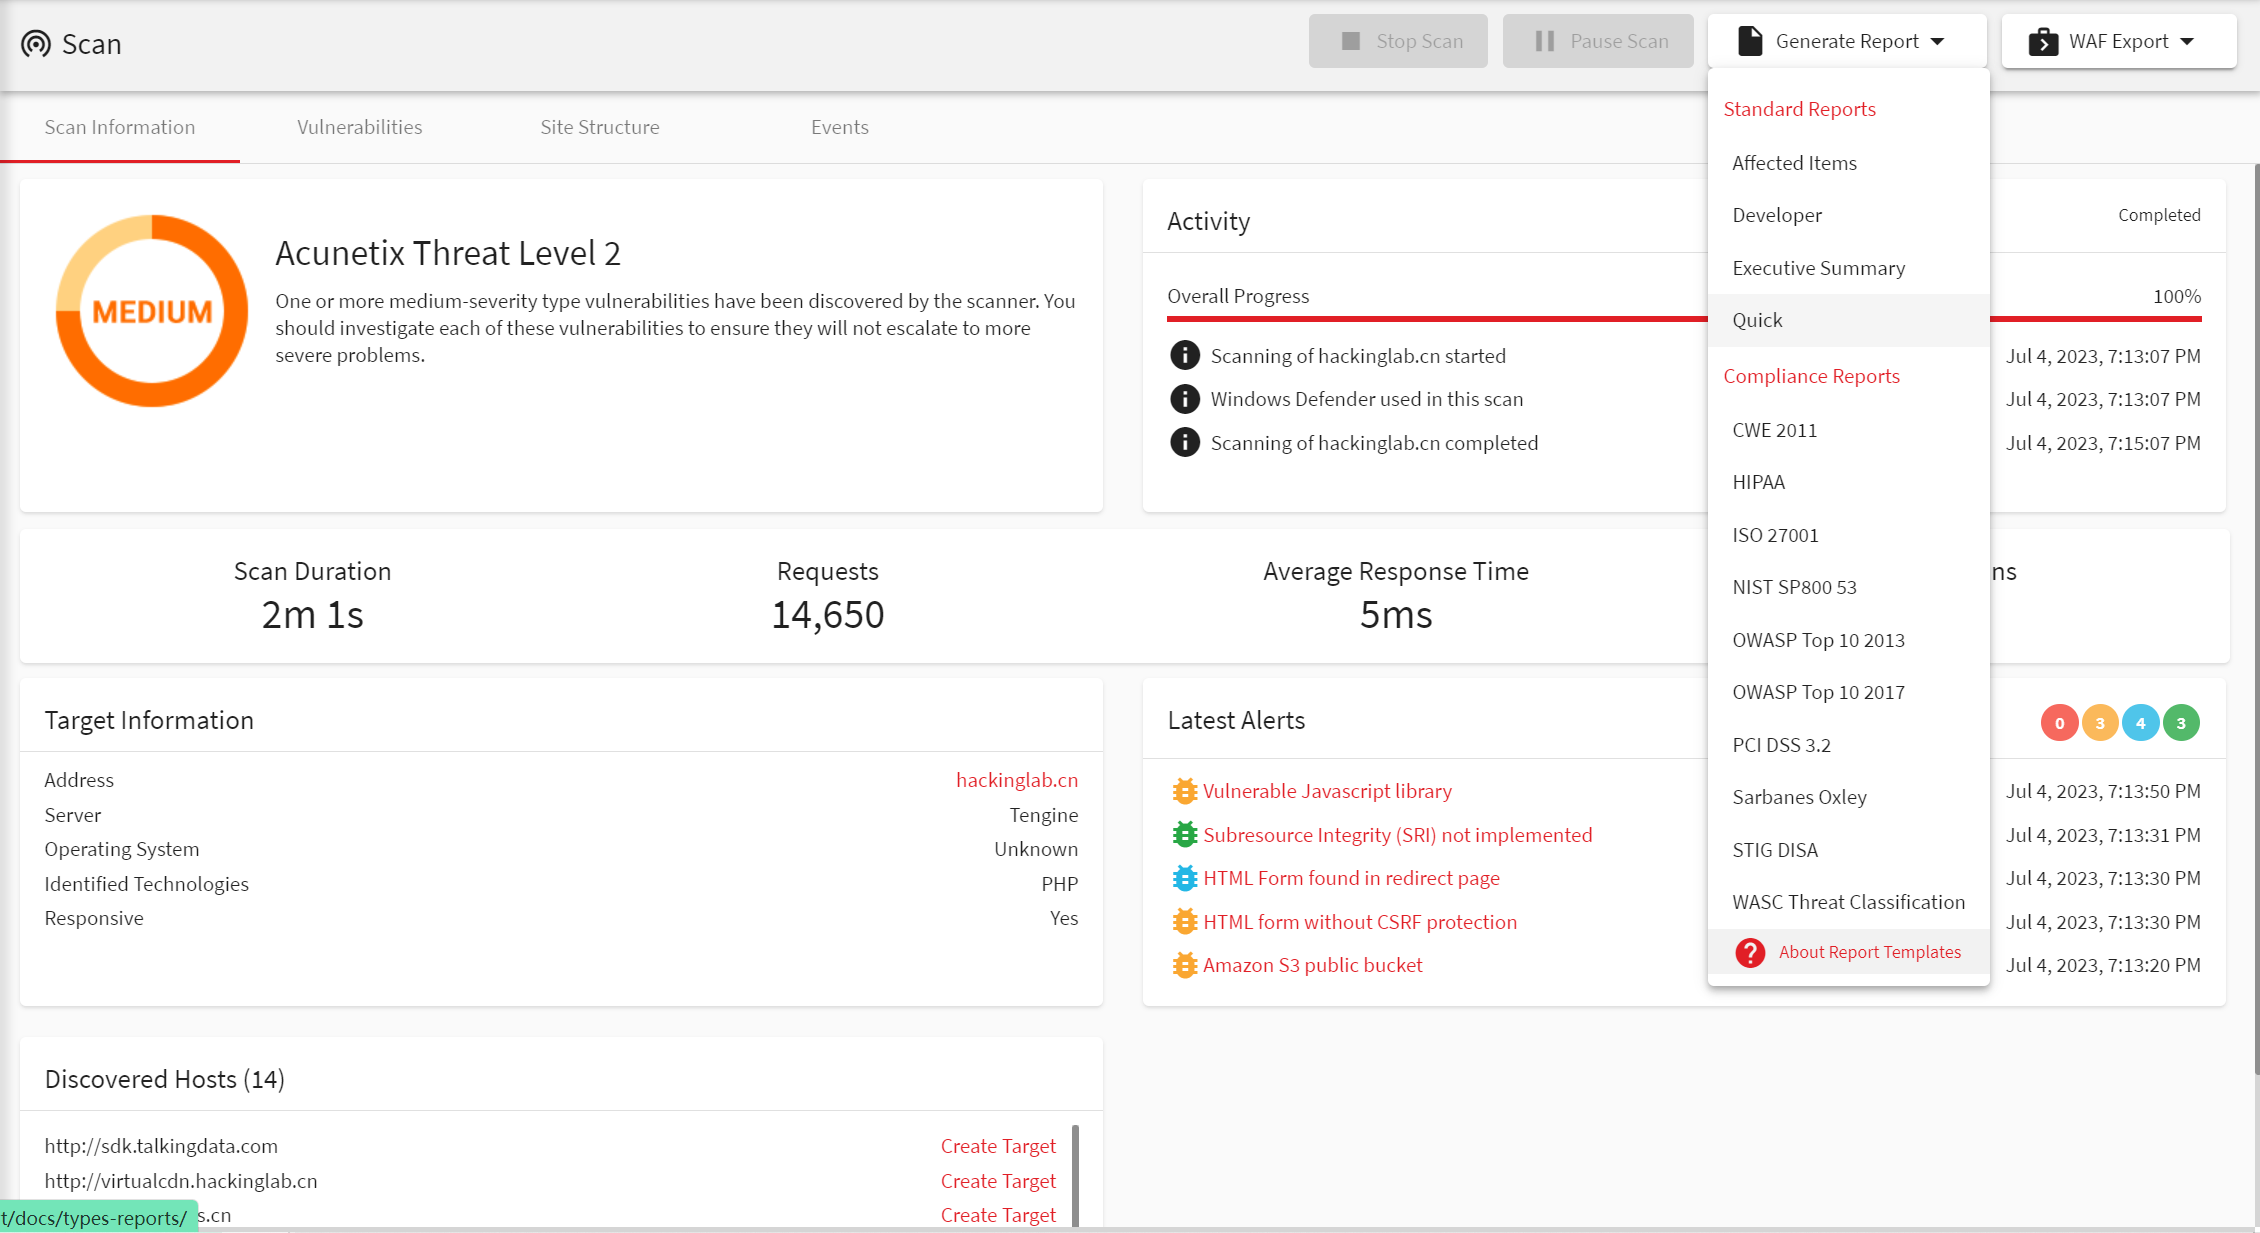 Scan
Stop Scan
Pause Scan
Generate Report
WAF Export
Scan Information
Vulnerabilities
Site Structure
Events
Standard Reports
Affected Items
Developer
Executive Summary
Quick
Compliance Reports
CWE 2011
HIPAA
ISO 27001
NIST SP800 53
OWASP Top 10 2013
OWASP Top 10 2017
PCI DSS 3.2
Sarbanes Oxley
STIG DISA
WASC Threat Classification
? About Report Templates
MEDIUM
Acunetix Threat Level 2
One or more medium-severity type vulnerabilities have been discovered by the scanner. You
should investigate each of these vulnerabilities to ensure they will not escalate to more
severe problems.
Activity
Completed
Overall Progress 100%
Scanning of hackinglab.cn started Jul 4, 2023, 7:13:07 PM
Windows Defender used in this scan Jul 4, 2023, 7:13:07 PM
Scanning of hackinglab.cn completed Jul 4, 2023, 7:15:07 PM
Scan Duration
2m 1s
Requests
14,650
Average Response Time
5ms
ns
Target Information
Address hackinglab.cn
Server Tengine
Operating System Unknown
Identified Technologies PHP
Responsive Yes
Latest Alerts
0 3 4 3
Vulnerable Javascript library Jul 4, 2023, 7:13:50 PM
Subresource Integrity (SRI) not implemented Jul 4, 2023, 7:13:31 PM
HTML Form found in redirect page Jul 4, 2023, 7:13:30 PM
HTML form without CSRF protection Jul 4, 2023, 7:13:30 PM
Amazon S3 public bucket Jul 4, 2023, 7:13:20 PM
Discovered Hosts (14)
http://sdk.talkingdata.com Create Target
http://virtualcdn.hackinglab.cn Create Target
s.cn Create Target
t/docs/types-reports/